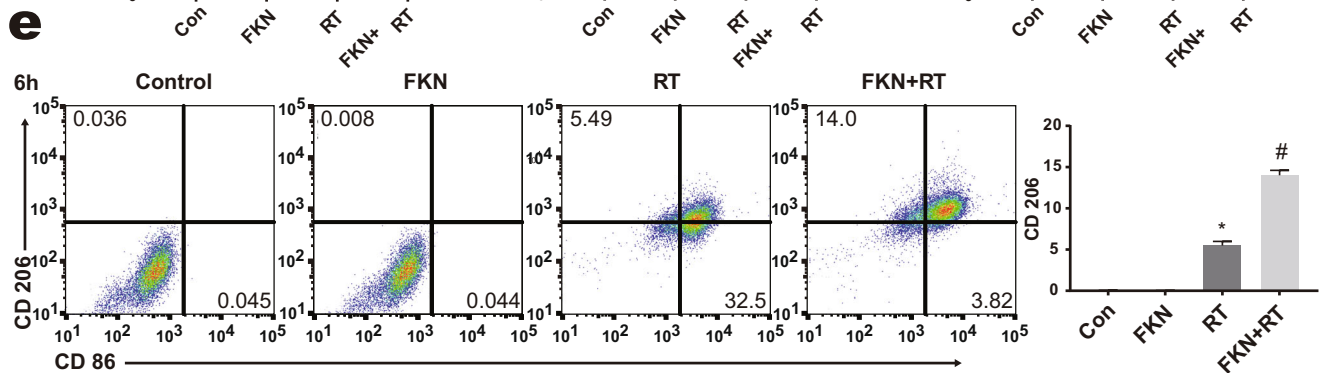 e
Con FKN RT FKN+ RT Con FKN RT FKN+ RT Con FKN RT FKN+ RT
6h Control FKN RT FKN+RT
10^5 0.036 10^5 0.008 10^5 5.49 10^5 14.0 20
10^4 10^4 10^4 10^4 15 #
10^3 10^3 10^3 10^3 10
10^2 10^2 10^2 10^2 5 *
10^1 0.045 10^1 0.044 10^1 32.5 10^1 3.82 0
10^1 10^2 10^3 10^4 10^5 10^1 10^2 10^3 10^4 10^5 10^1 10^2 10^3 10^4 10^5 10^1 10^2 10^3 10^4 10^5
CD 206
CD 86
CD 206
Con FKN RT FKN+RT